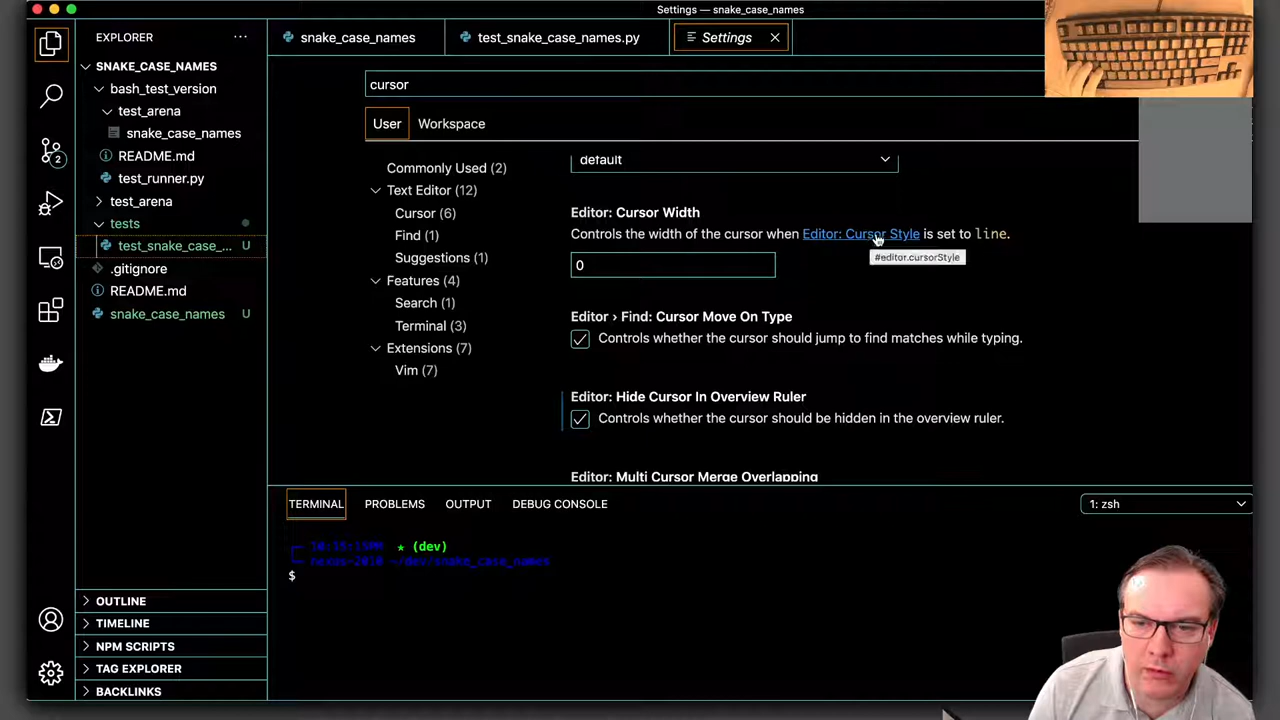 Settings — snake_case_names
EXPLORER
snake_case_names
test_snake_case_names.py
Settings
SNAKE_CASE_NAMES
bash_test_version
test_arena
snake_case_names
README.md
test_runner.py
test_arena
tests
test_snake_case_... U
.gitignore
README.md
snake_case_names U
OUTLINE
TIMELINE
NPM SCRIPTS
TAG EXPLORER
BACKLINKS
2
cursor
User
Workspace
Commonly Used (2)
Text Editor (12)
Cursor (6)
Find (1)
Suggestions (1)
Features (4)
Search (1)
Terminal (3)
Extensions (7)
Vim (7)
default
Editor: Cursor Width
Controls the width of the cursor when Editor: Cursor Style is set to line.
#editor.cursorStyle
0
Editor › Find: Cursor Move On Type
Controls whether the cursor should jump to find matches while typing.
Editor: Hide Cursor In Overview Ruler
Controls whether the cursor should be hidden in the overview ruler.
Editor: Multi Cursor Merge Overlapping
TERMINAL
PROBLEMS
OUTPUT
DEBUG CONSOLE
1: zsh
* (dev)
~/dev/snake_case_names
$